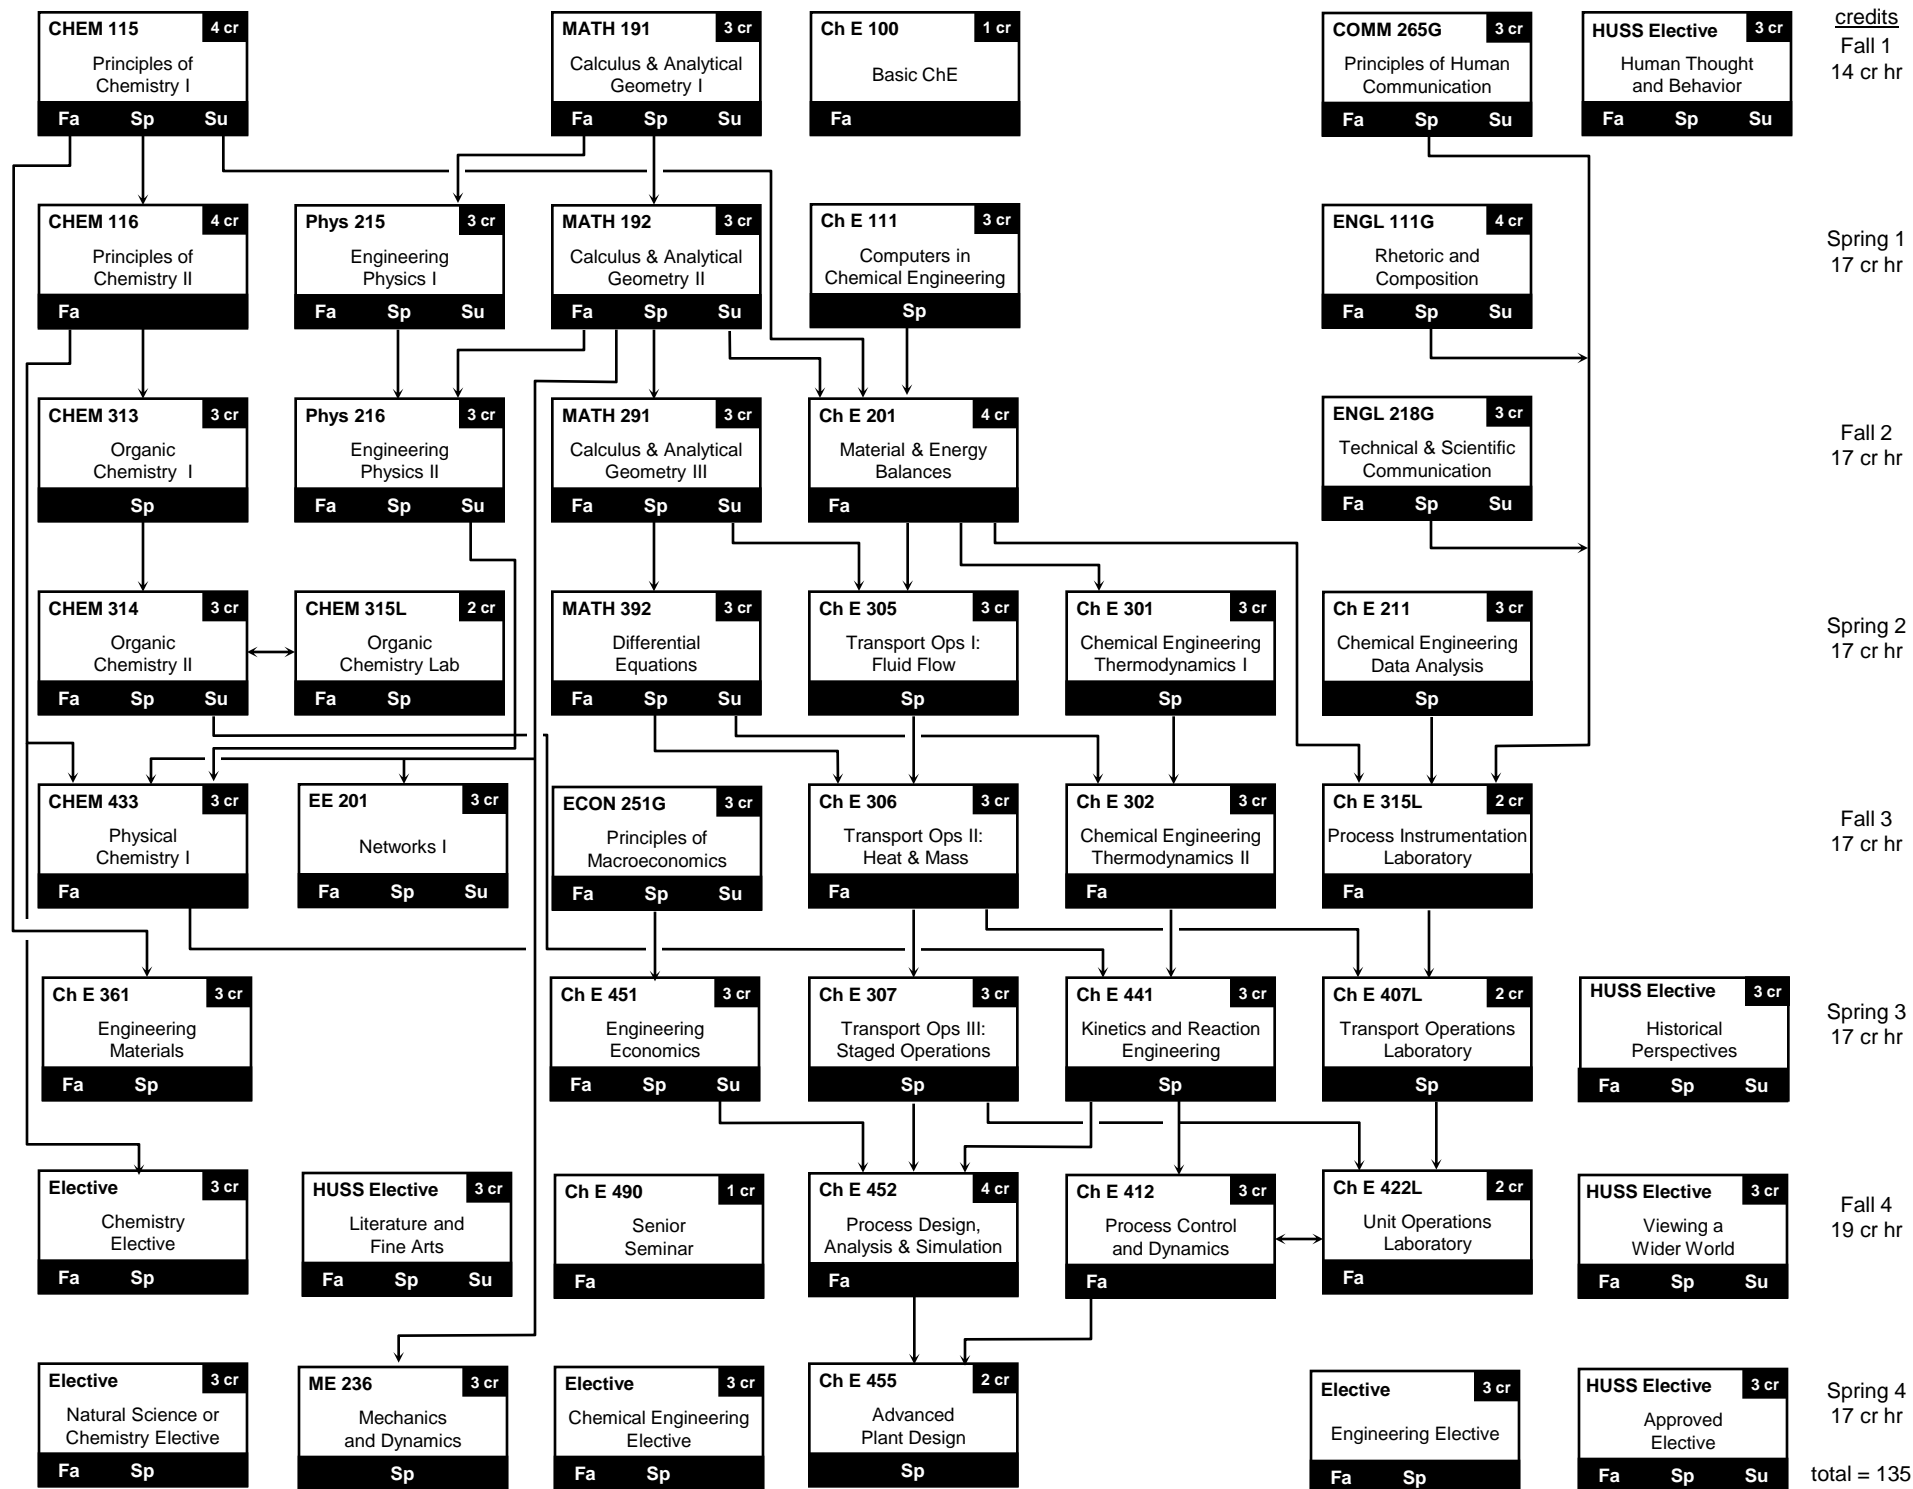 CHEM 115 4 cr
Principles of
Chemistry I
Fa Sp Su
MATH 191 3 cr
Calculus & Analytical
Geometry I
Fa Sp Su
Ch E 100 1 cr
Basic ChE
Fa
COMM 265G 3 cr
Principles of Human
Communication
Fa Sp Su
HUSS Elective 3 cr
Human Thought
and Behavior
Fa Sp Su
credits
Fall 1
14 cr hr
CHEM 116 4 cr
Principles of
Chemistry II
Fa
Phys 215 3 cr
Engineering
Physics I
Fa Sp Su
MATH 192 3 cr
Calculus & Analytical
Geometry II
Fa Sp Su
Ch E 111 3 cr
Computers in
Chemical Engineering
Sp
ENGL 111G 4 cr
Rhetoric and
Composition
Fa Sp Su
Spring 1
17 cr hr
CHEM 313 3 cr
Organic
Chemistry I
Sp
Phys 216 3 cr
Engineering
Physics II
Fa Sp Su
MATH 291 3 cr
Calculus & Analytical
Geometry III
Fa Sp Su
Ch E 201 4 cr
Material & Energy
Balances
Fa
ENGL 218G 3 cr
Technical & Scientific
Communication
Fa Sp Su
Fall 2
17 cr hr
CHEM 314 3 cr
Organic
Chemistry II
Fa Sp Su
CHEM 315L 2 cr
Organic
Chemistry Lab
Fa Sp
MATH 392 3 cr
Differential
Equations
Fa Sp Su
Ch E 305 3 cr
Transport Ops I:
Fluid Flow
Sp
Ch E 301 3 cr
Chemical Engineering
Thermodynamics I
Sp
Ch E 211 3 cr
Chemical Engineering
Data Analysis
Sp
Spring 2
17 cr hr
CHEM 433 3 cr
Physical
Chemistry I
Fa
EE 201 3 cr
Networks I
Fa Sp Su
ECON 251G 3 cr
Principles of
Macroeconomics
Fa Sp Su
Ch E 306 3 cr
Transport Ops II:
Heat & Mass
Fa
Ch E 302 3 cr
Chemical Engineering
Thermodynamics II
Fa
Ch E 315L 2 cr
Process Instrumentation
Laboratory
Fa
Fall 3
17 cr hr
Ch E 361 3 cr
Engineering
Materials
Fa Sp
Ch E 451 3 cr
Engineering
Economics
Fa Sp Su
Ch E 307 3 cr
Transport Ops III:
Staged Operations
Sp
Ch E 441 3 cr
Kinetics and Reaction
Engineering
Sp
Ch E 407L 2 cr
Transport Operations
Laboratory
Sp
HUSS Elective 3 cr
Historical
Perspectives
Fa Sp Su
Spring 3
17 cr hr
Elective 3 cr
Chemistry
Elective
Fa Sp
HUSS Elective 3 cr
Literature and
Fine Arts
Fa Sp Su
Ch E 490 1 cr
Senior
Seminar
Fa
Ch E 452 4 cr
Process Design,
Analysis & Simulation
Fa
Ch E 412 3 cr
Process Control
and Dynamics
Fa
Ch E 422L 2 cr
Unit Operations
Laboratory
Fa
HUSS Elective 3 cr
Viewing a
Wider World
Fa Sp Su
Fall 4
19 cr hr
Elective 3 cr
Natural Science or
Chemistry Elective
Fa Sp
ME 236 3 cr
Mechanics
and Dynamics
Sp
Elective 3 cr
Chemical Engineering
Elective
Fa Sp
Ch E 455 2 cr
Advanced
Plant Design
Sp
Elective 3 cr
Engineering Elective
Fa Sp
HUSS Elective 3 cr
Approved
Elective
Fa Sp Su
Spring 4
17 cr hr
total = 135